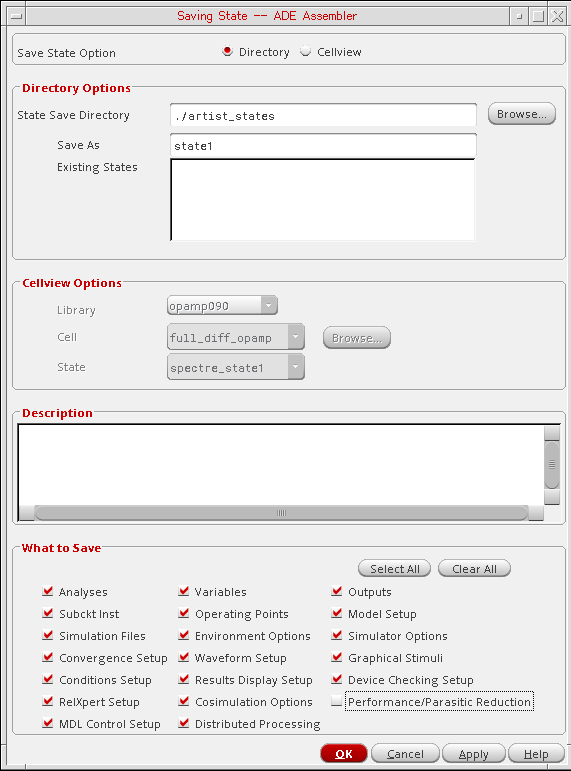 Saving State -- ADE Assembler
Save State Option Directory Cellview
Directory Options
State Save Directory ./artist_states Browse...
Save As state1
Existing States
Cellview Options
Library opamp090
Cell full_diff_opamp Browse...
State spectre_state1
Description
What to Save
Select All Clear All
Analyses Variables Outputs
Subckt Inst Operating Points Model Setup
Simulation Files Environment Options Simulator Options
Convergence Setup Waveform Setup Graphical Stimuli
Conditions Setup Results Display Setup Device Checking Setup
RelXpert Setup Cosimulation Options Performance/Parasitic Reduction
MDL Control Setup Distributed Processing
OK Cancel Apply Help